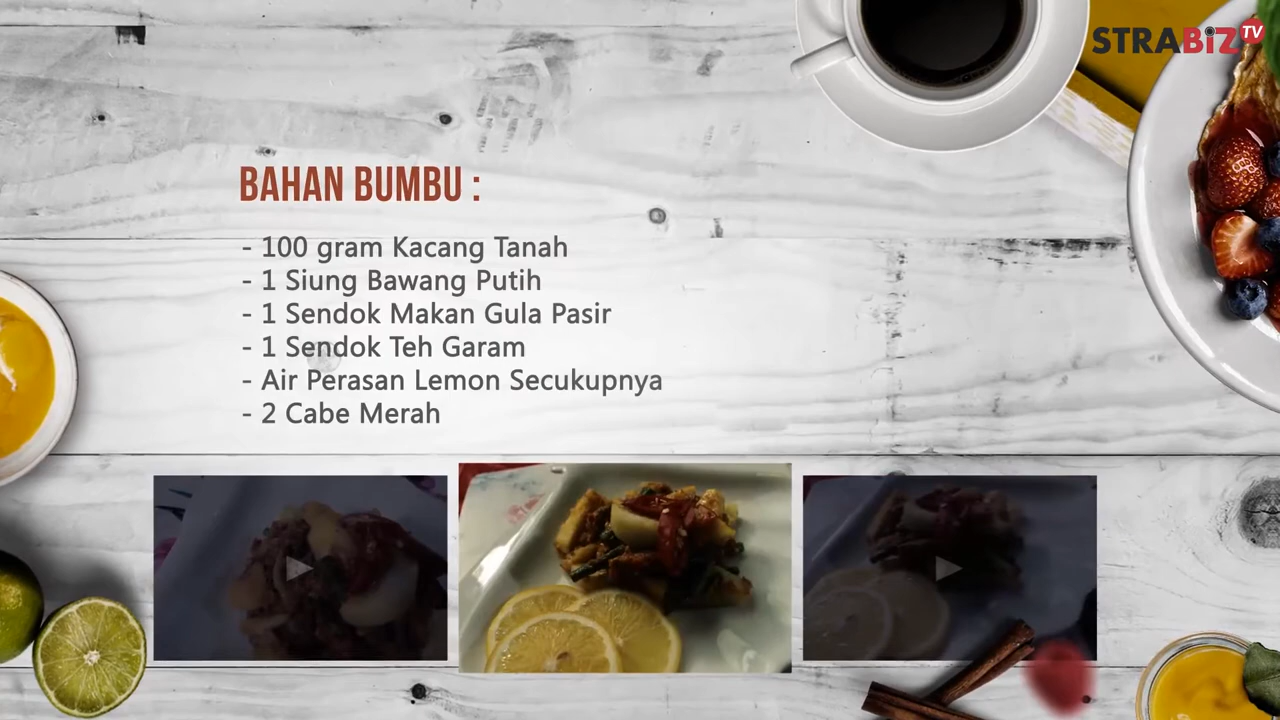 STRABIZ TV
BAHAN BUMBU :
- 100 gram Kacang Tanah
- 1 Siung Bawang Putih
- 1 Sendok Makan Gula Pasir
- 1 Sendok Teh Garam
- Air Perasan Lemon Secukupnya
- 2 Cabe Merah